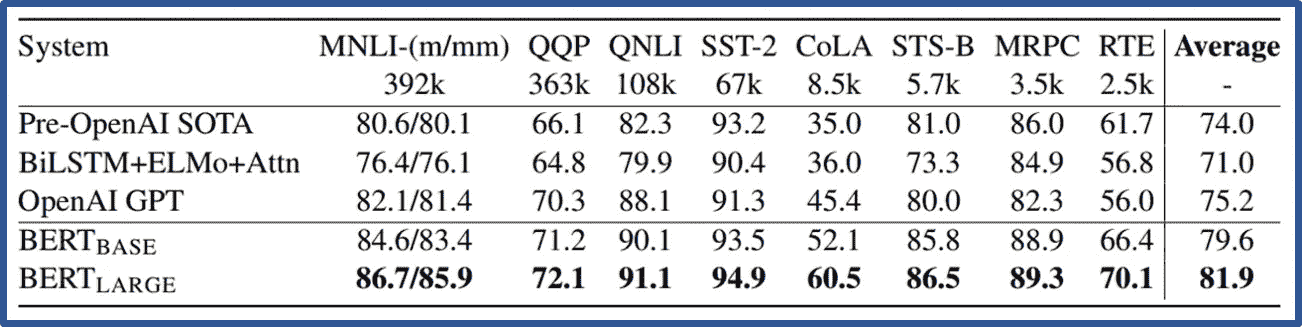 System MNLI-(m/mm) QQP QNLI SST-2 CoLA STS-B MRPC RTE Average
392k 363k 108k 67k 8.5k 5.7k 3.5k 2.5k -
Pre-OpenAI SOTA 80.6/80.1 66.1 82.3 93.2 35.0 81.0 86.0 61.7 74.0
BiLSTM+ELMo+Attn 76.4/76.1 64.8 79.9 90.4 36.0 73.3 84.9 56.8 71.0
OpenAI GPT 82.1/81.4 70.3 88.1 91.3 45.4 80.0 82.3 56.0 75.2
BERTBASE 84.6/83.4 71.2 90.1 93.5 52.1 85.8 88.9 66.4 79.6
BERTLARGE 86.7/85.9 72.1 91.1 94.9 60.5 86.5 89.3 70.1 81.9